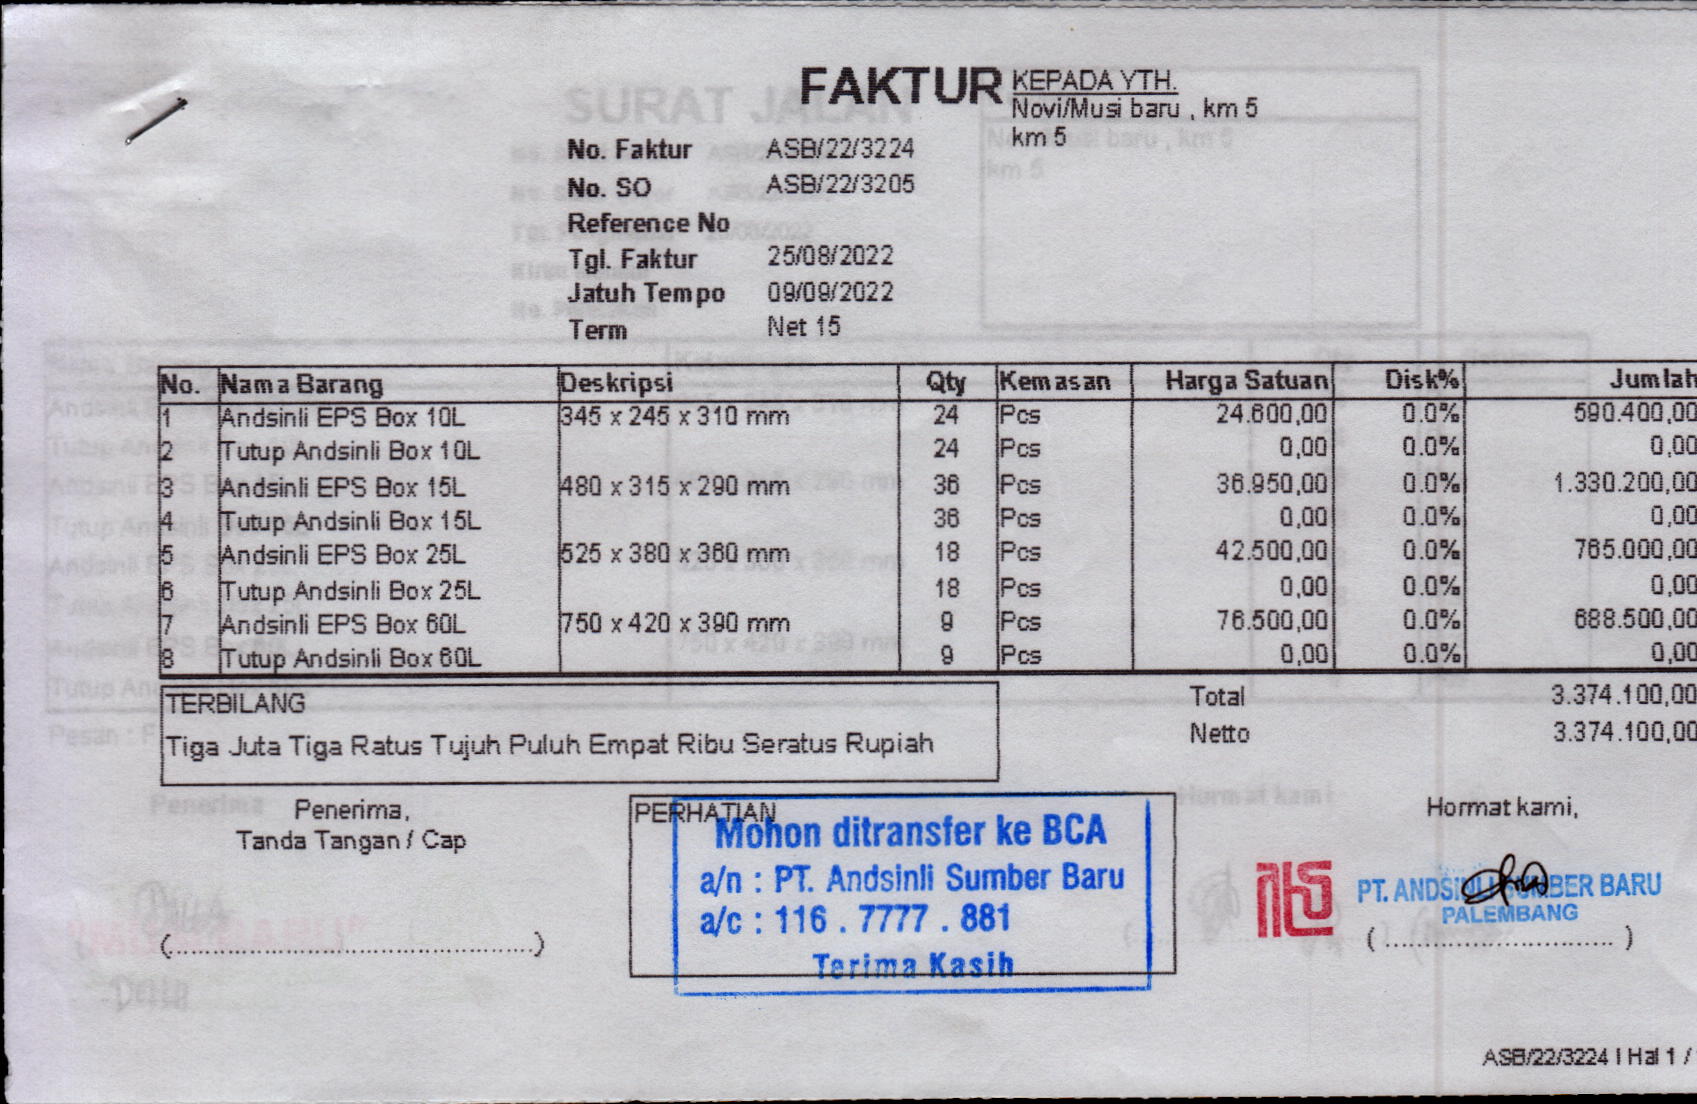 FAKTUR
KEPADA YTH.
Novi/Musi baru , km 5
km 5
No. Faktur ASB/22/3224
No. SO ASB/22/3205
Reference No
Tgl. Faktur 25/08/2022
Jatuh Tempo 09/09/2022
Term Net 15
No. Nama Barang Deskripsi Qty Kemasan Harga Satuan Disk% Jumlah
1 Andsinli EPS Box 10L 345 x 245 x 310 mm 24 Pcs 24.600,00 0.0% 590.400,00
2 Tutup Andsinli Box 10L 24 Pcs 0,00 0.0% 0,00
3 Andsinli EPS Box 15L 480 x 315 x 290 mm 36 Pcs 36.950,00 0.0% 1.330.200,00
4 Tutup Andsinli Box 15L 36 Pcs 0,00 0.0% 0,00
5 Andsinli EPS Box 25L 525 x 380 x 360 mm 18 Pcs 42.500,00 0.0% 765.000,00
6 Tutup Andsinli Box 25L 18 Pcs 0,00 0.0% 0,00
7 Andsinli EPS Box 60L 750 x 420 x 390 mm 9 Pcs 76.500,00 0.0% 688.500,00
8 Tutup Andsinli Box 60L 9 Pcs 0,00 0.0% 0,00
TERBILANG
Tiga Juta Tiga Ratus Tujuh Puluh Empat Ribu Seratus Rupiah
Total 3.374.100,00
Netto 3.374.100,00
Penerima,
Tanda Tangan / Cap
(................................................)
PERHATIAN
Mohon ditransfer ke BCA
a/n : PT. Andsinli Sumber Baru
a/c : 116 . 7777 . 881
Terima Kasih
Hormat kami,
PT. ANDSINLI SUMBER BARU
PALEMBANG
( ............................. )
ASB/22/3224 | Hal 1 /